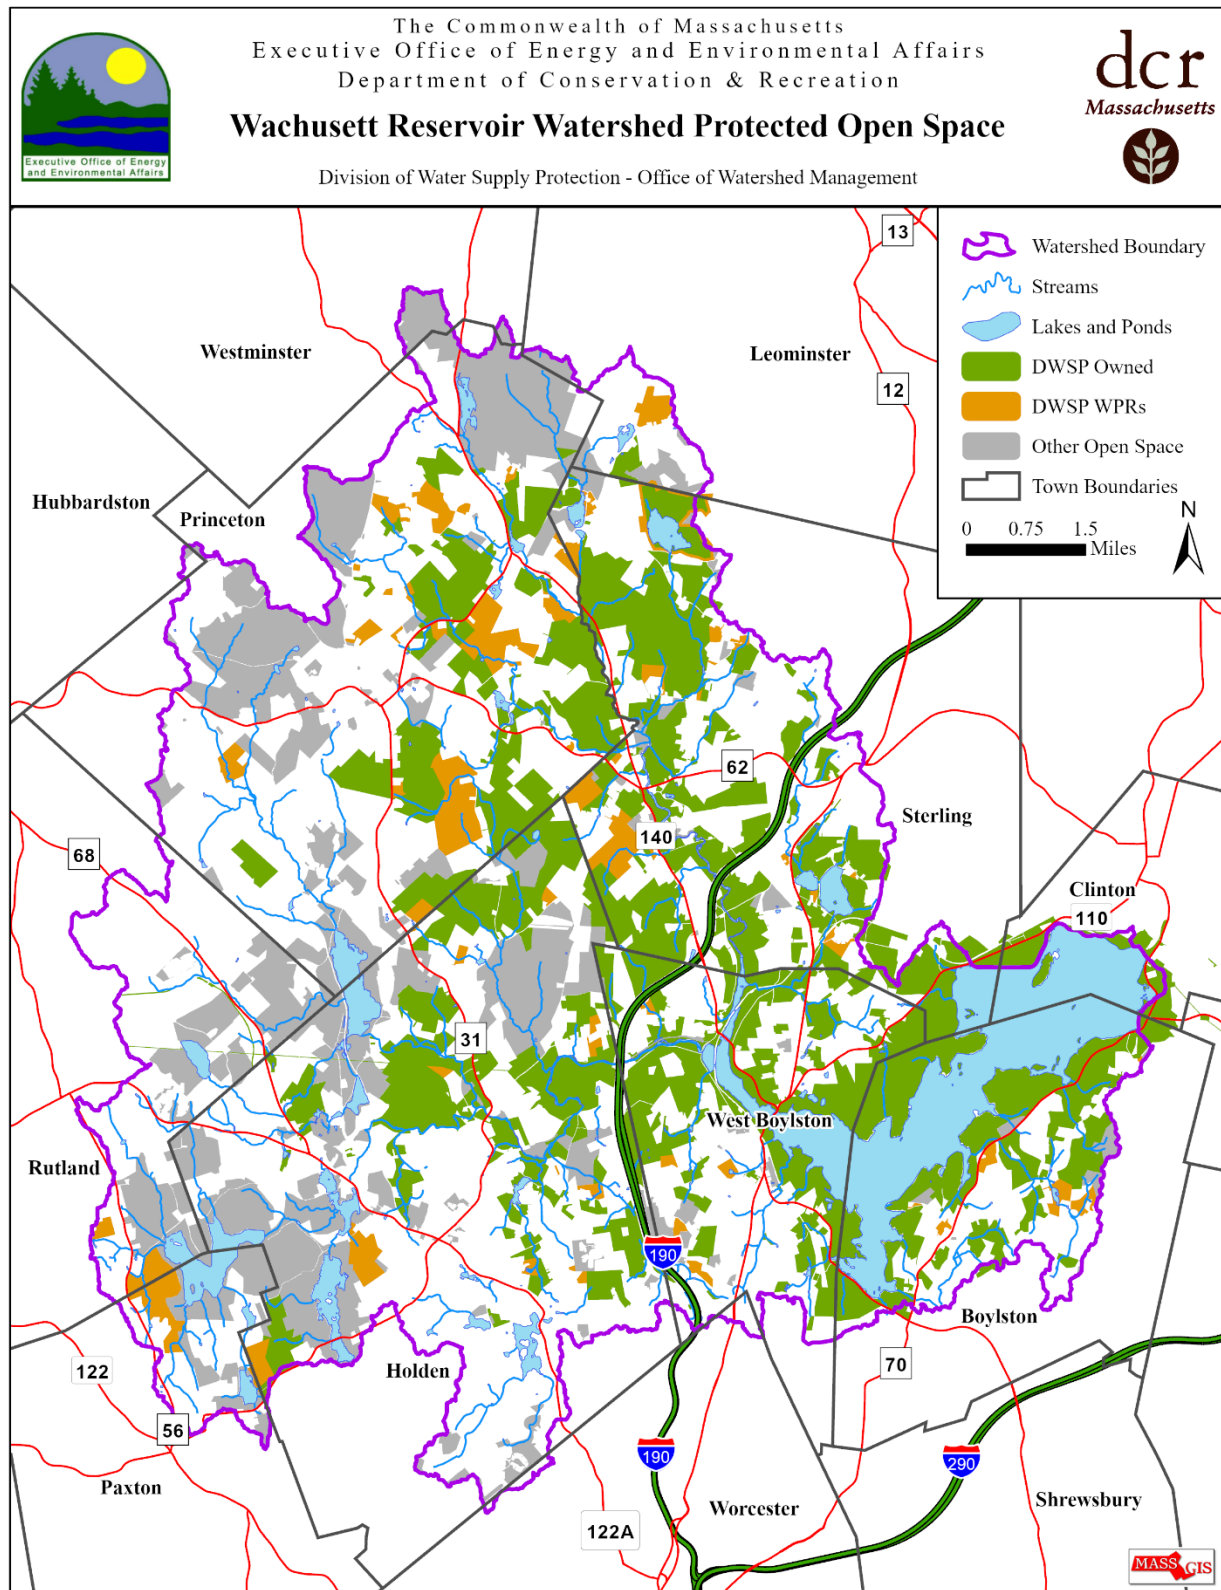 The Commonwealth of Massachusetts
Executive Office of Energy and Environmental Affairs
Department of Conservation & Recreation
Wachusett Reservoir Watershed Protected Open Space
Division of Water Supply Protection - Office of Watershed Management
Executive Office of Energy
and Environmental Affairs
dcr
Massachusetts
Watershed Boundary
Streams
Lakes and Ponds
DWSP Owned
DWSP WPRs
Other Open Space
Town Boundaries
N
0 0.75 1.5
Miles
13
Westminster
Leominster
12
Hubbardston
Princeton
62
Sterling
140
68
Clinton
110
31
West Boylston
Rutland
190
Boylston
Holden
70
122
56
190
290
Paxton
Worcester
Shrewsbury
122A
MASS GIS